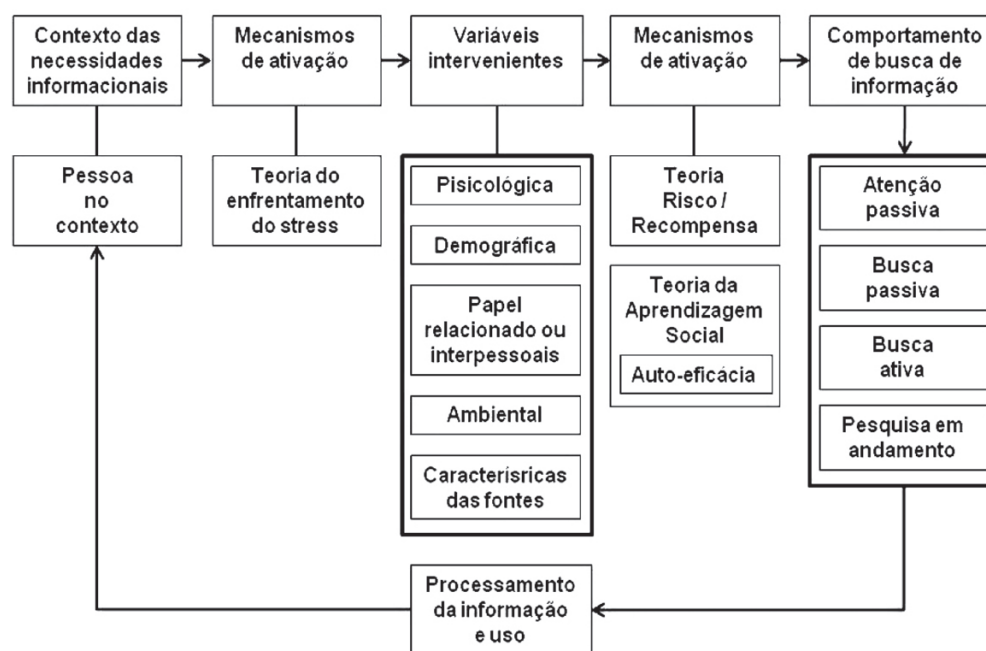 Contexto das
necessidades
informacionais
Mecanismos
de ativação
Variáveis
intervenientes
Mecanismos
de ativação
Comportamento
de busca de
informação
Pessoa
no
contexto
Teoria do
enfrentamento
do stress
Pisicológica
Demográfica
Papel
relacionado ou
interpessoais
Ambiental
Caracterísricas
das fontes
Teoria
Risco /
Recompensa
Teoria da
Aprendizagem
Social
Auto-eficácia
Atenção
passiva
Busca
passiva
Busca
ativa
Pesquisa em
andamento
Processamento
da informação
e uso